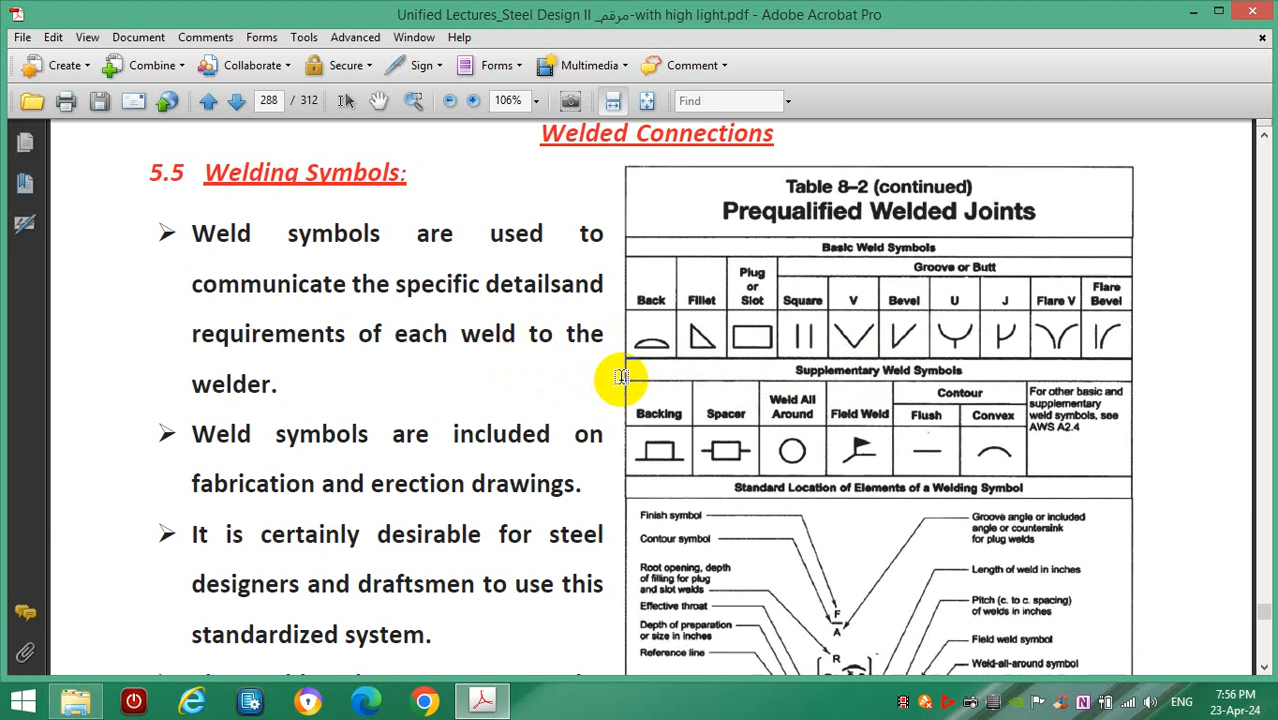 Unified Lectures_Steel Design II _مرقم-with high light.pdf - Adobe Acrobat Pro
File Edit View Document Comments Forms Tools Advanced Window Help
Create Combine Collaborate Secure Sign Forms Multimedia Comment
288 / 312 106% Find
Welded Connections
5.5 Welding Symbols:
Weld symbols are used to
communicate the specific detailsand
requirements of each weld to the
welder.
Weld symbols are included on
fabrication and erection drawings.
It is certainly desirable for steel
designers and draftsmen to use this
standardized system.
Table 8–2 (continued)
Prequalified Welded Joints
Basic Weld Symbols
Back Fillet Plug or Slot Groove or Butt
Square V Bevel U J Flare V Flare Bevel
Supplementary Weld Symbols
Backing Spacer Weld All Around Field Weld Contour
Flush Convex
For other basic and
supplementary
weld symbols, see
AWS A2.4
Standard Location of Elements of a Welding Symbol
Finish symbol
Contour symbol
Root opening, depth
of filling for plug
and slot welds
Effective throat
Depth of preparation
or size in inches
Reference line
F
A
R
Groove angle or included
angle or countersink
for plug welds
Length of weld in inches
Pitch (c. to c. spacing)
of welds in inches
Field weld symbol
Weld-all-around symbol
ENG
7:56 PM
23-Apr-24